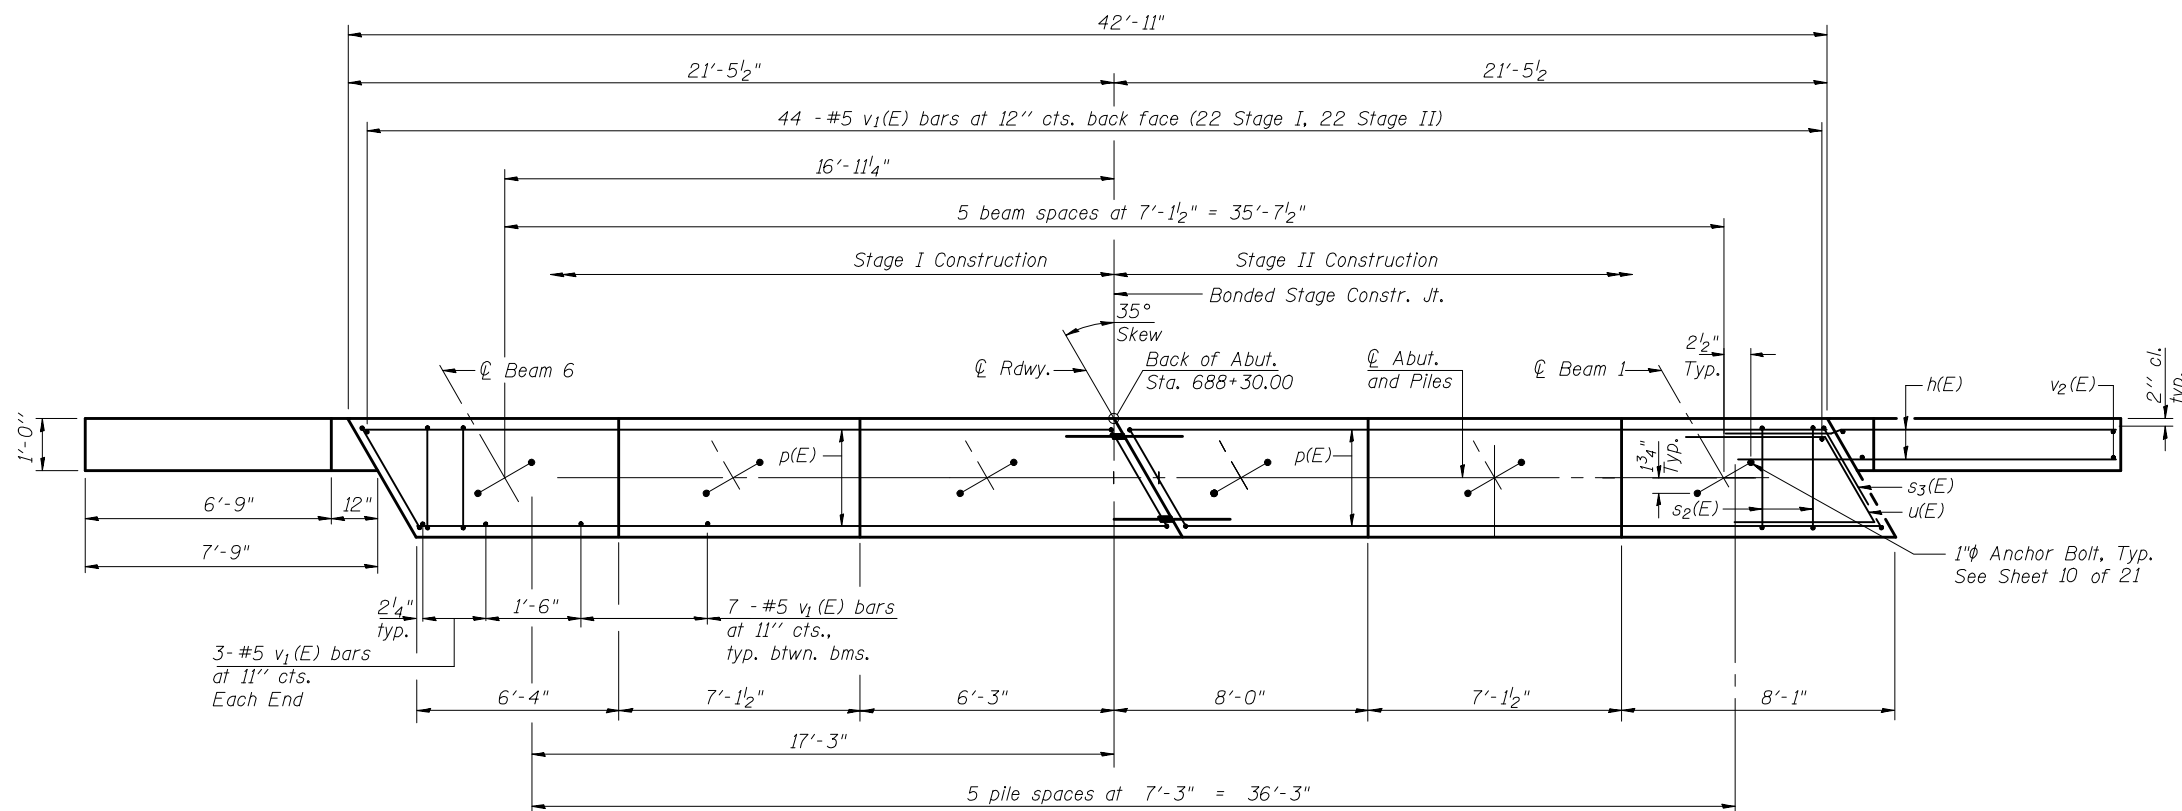 42'-11"
21'-5½"
21'-5½
44 - #5 v₁(E) bars at 12" cts. back face (22 Stage I, 22 Stage II)
16'-11¼"
5 beam spaces at 7'-1½" = 35'-7½"
Stage I Construction
Stage II Construction
Bonded Stage Constr. Jt.
35°
Skew
℄ Beam 6
℄ Rdwy.
Back of Abut.
Sta. 688+30.00
℄ Abut.
and Piles
℄ Beam 1
2½"
Typ.
h(E)
v₂(E)
2" cl.
typ.
1'-0"
p(E)
p(E)
1¾"
Typ.
s₂(E)
s₃(E)
u(E)
6'-9"
12"
7'-9"
1"ϕ Anchor Bolt, Typ.
See Sheet 10 of 21
2¼"
typ.
1'-6"
7 - #5 v₁(E) bars
at 11" cts.,
typ. btwn. bms.
3- #5 v₁(E) bars
at 11" cts.
Each End
6'-4"
7'-1½"
6'-3"
8'-0"
7'-1½"
8'-1"
17'-3"
5 pile spaces at 7'-3" = 36'-3"